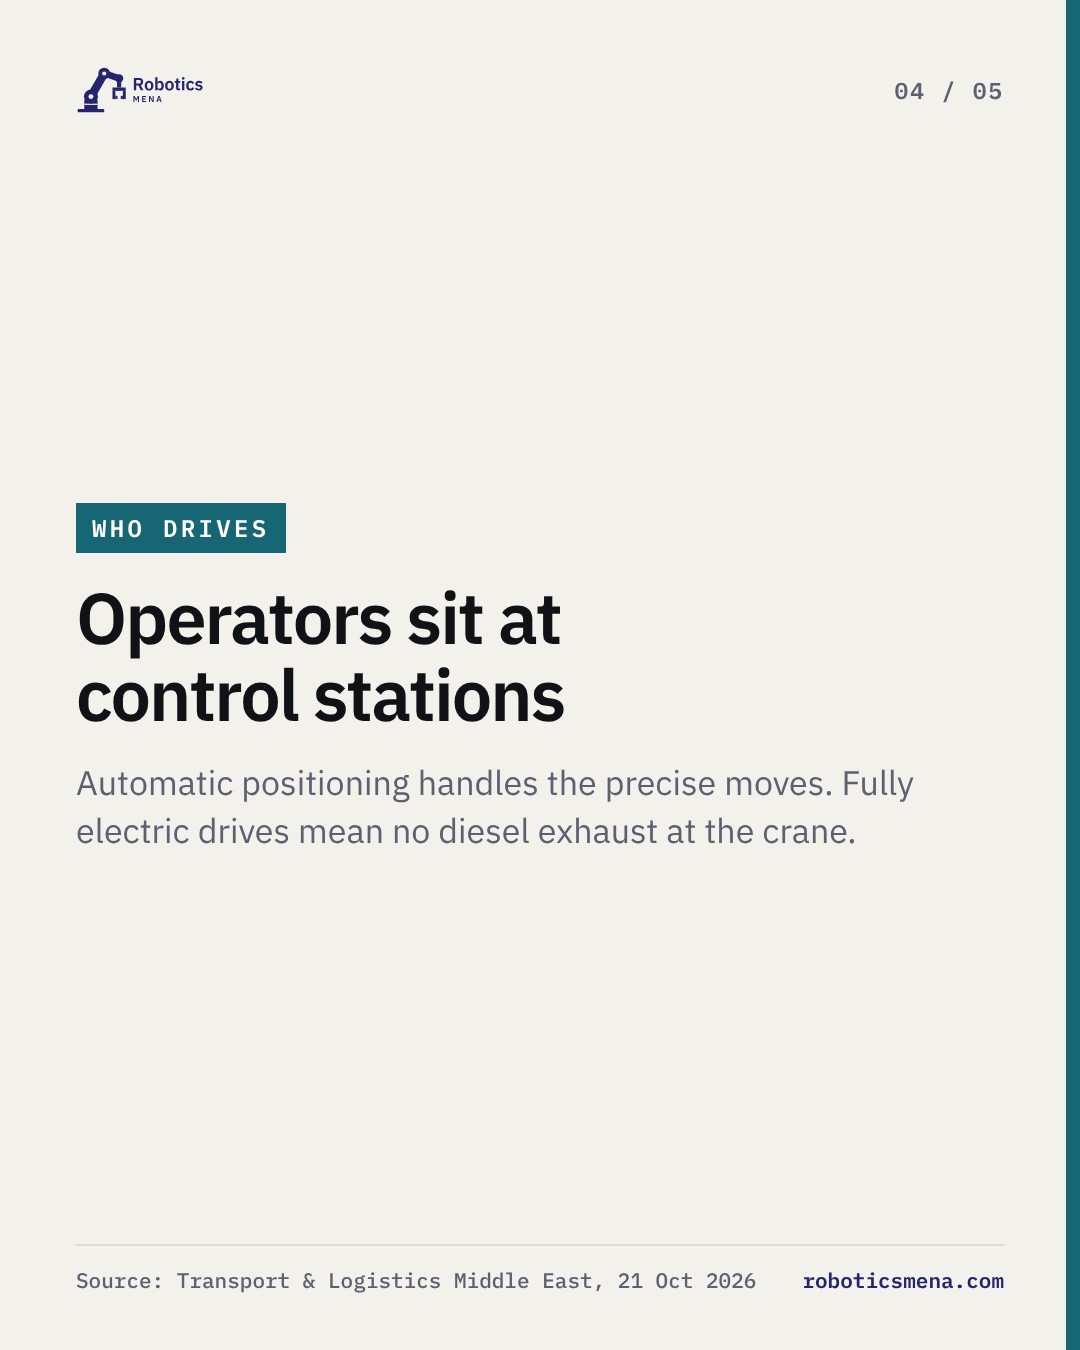 Robotics
MENA
04 / 05
WHO DRIVES
Operators sit at
control stations
Automatic positioning handles the precise moves. Fully
electric drives mean no diesel exhaust at the crane.
Source: Transport & Logistics Middle East, 21 Oct 2026
roboticsmena.com